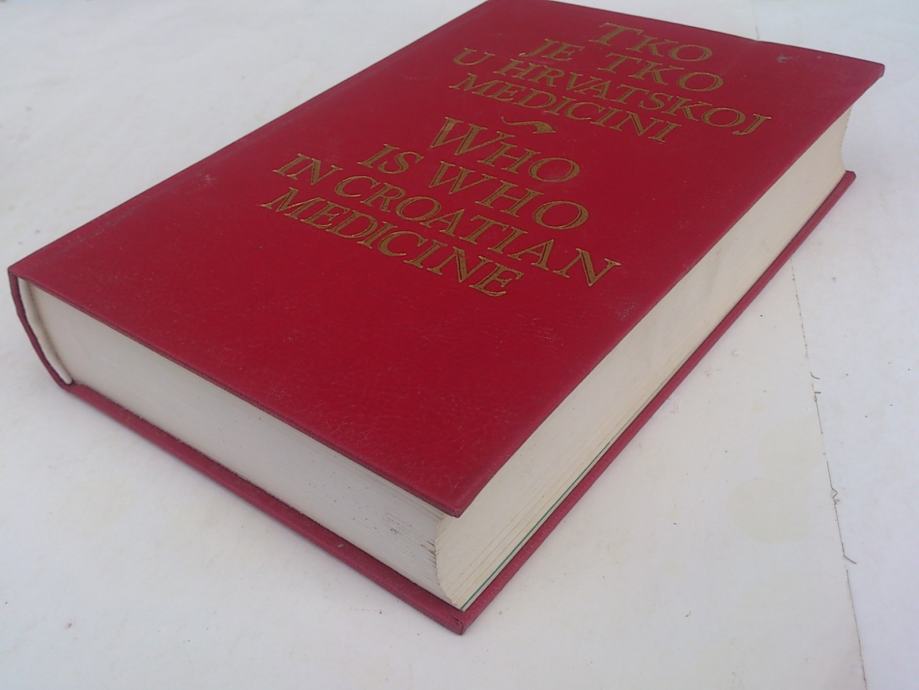 TKO
JE TKO
U HRVATSKOJ
MEDICINI
WHO
IS WHO
IN CROATIAN
MEDICINE